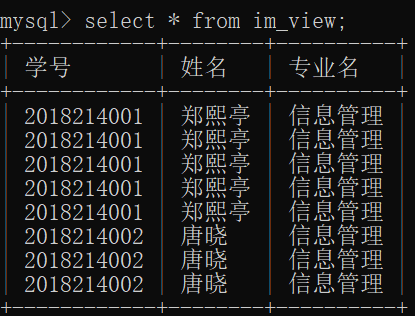 mysql> select * from im_view;
学号 姓名 专业名
2018214001 郑熙亭 信息管理
2018214001 郑熙亭 信息管理
2018214001 郑熙亭 信息管理
2018214001 郑熙亭 信息管理
2018214001 郑熙亭 信息管理
2018214002 唐晓 信息管理
2018214002 唐晓 信息管理
2018214002 唐晓 信息管理